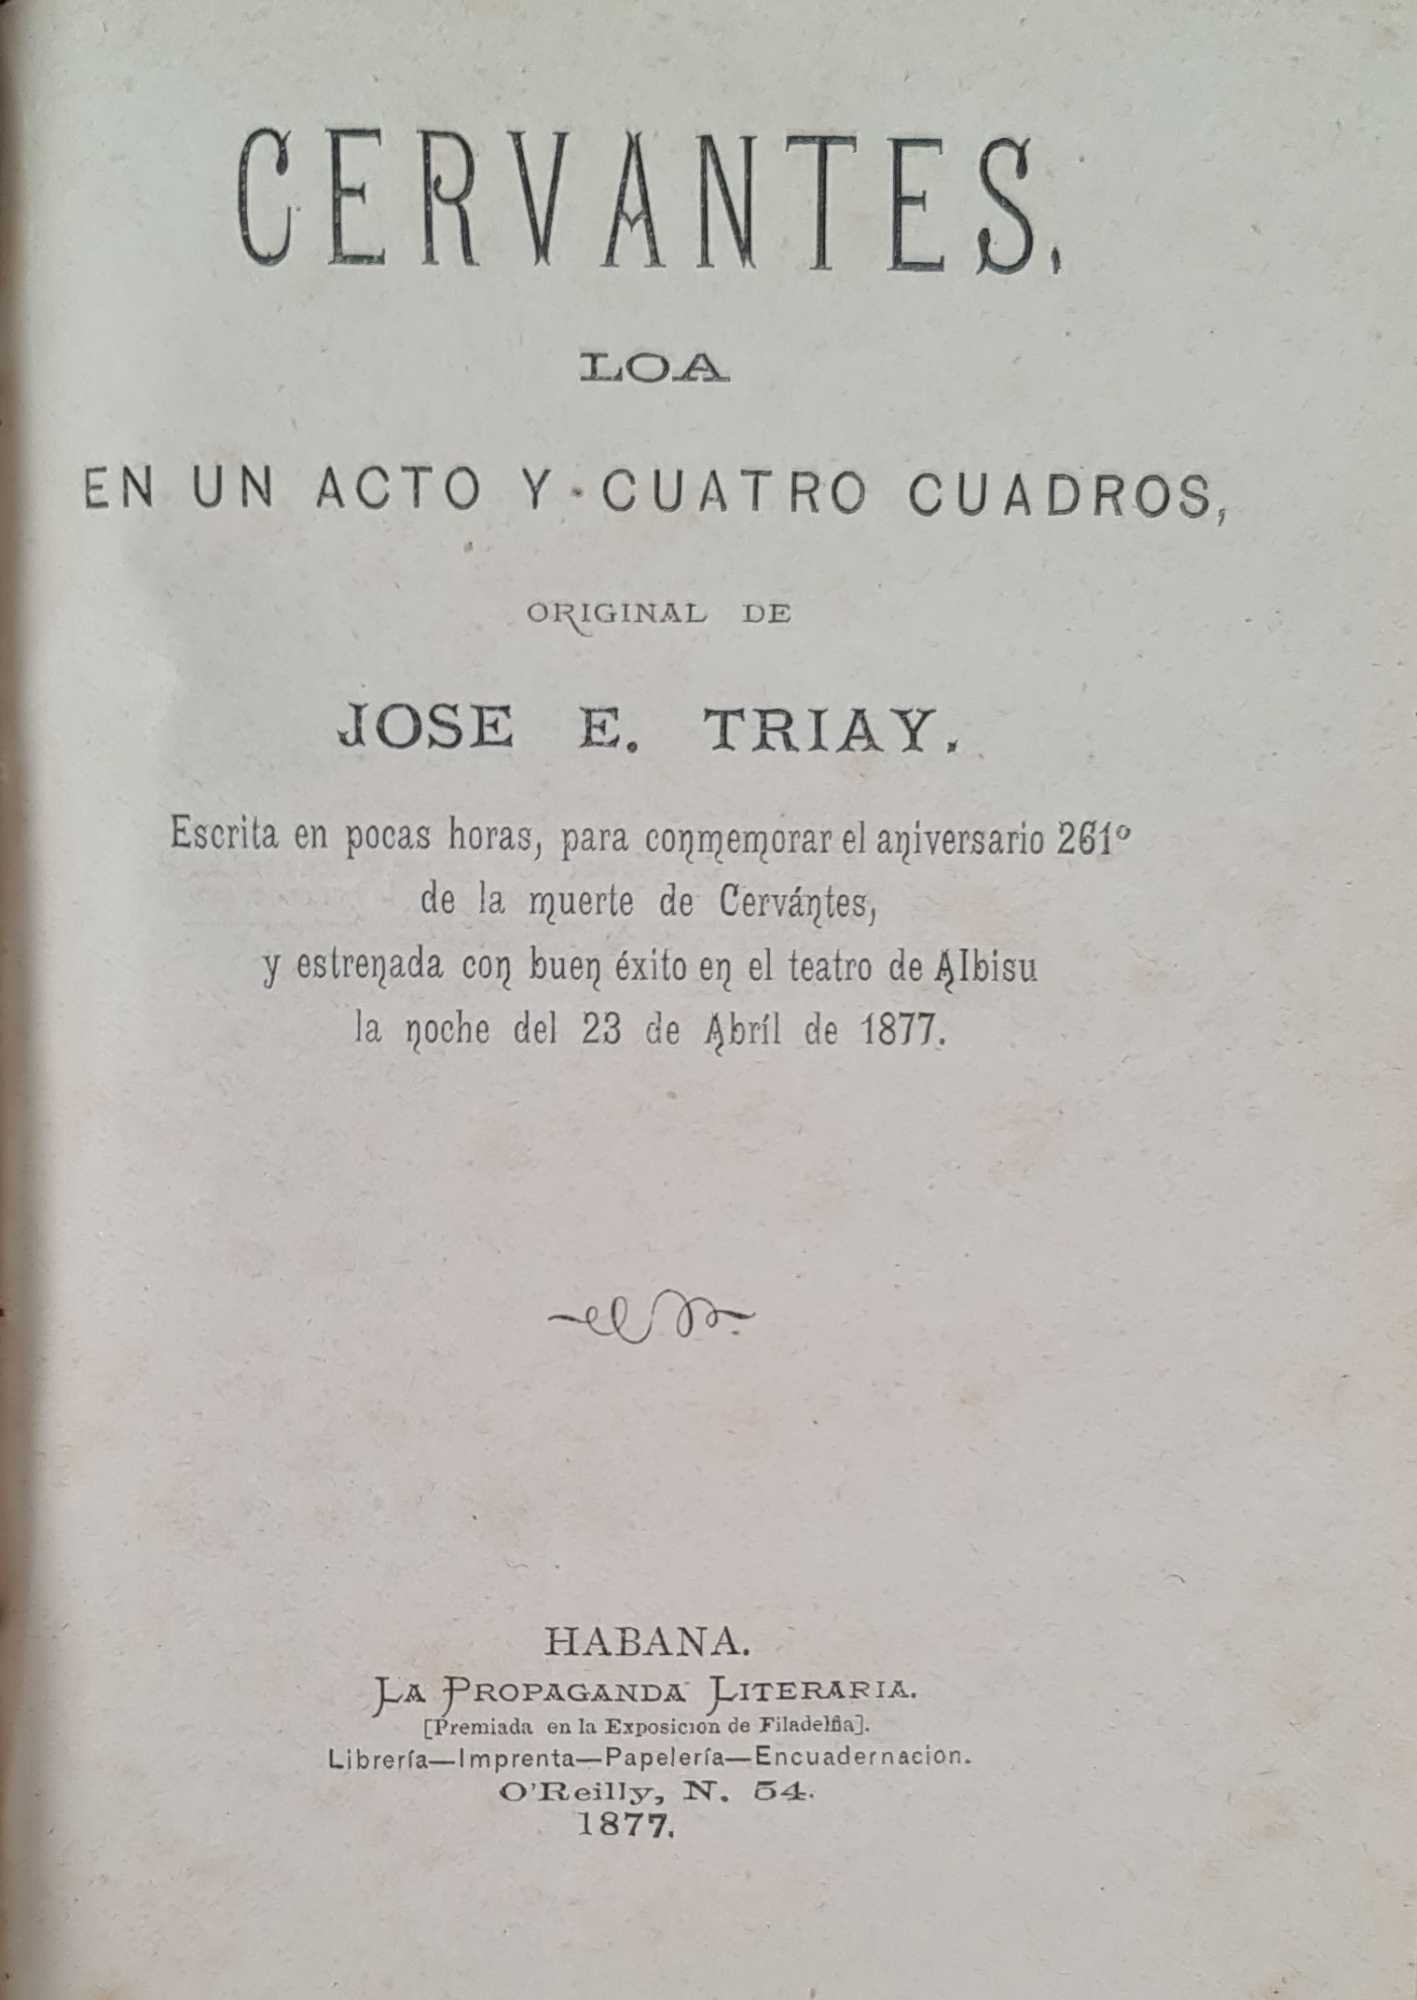 CERVANTES.
LOA
EN UN ACTO Y CUATRO CUADROS,
ORIGINAL DE
JOSE E. TRIAY.
Escrita en pocas horas, para conmemorar el aniversario 261º
de la muerte de Cervántes,
y estrenada con buen éxito en el teatro de Albisu
la noche del 23 de Abríl de 1877.
HABANA.
LA PROPAGANDA LITERARIA.
[Premiada en la Exposicion de Filadelfia].
Librería—Imprenta—Papelería—Encuadernacion.
O'Reilly, N. 54.
1877.